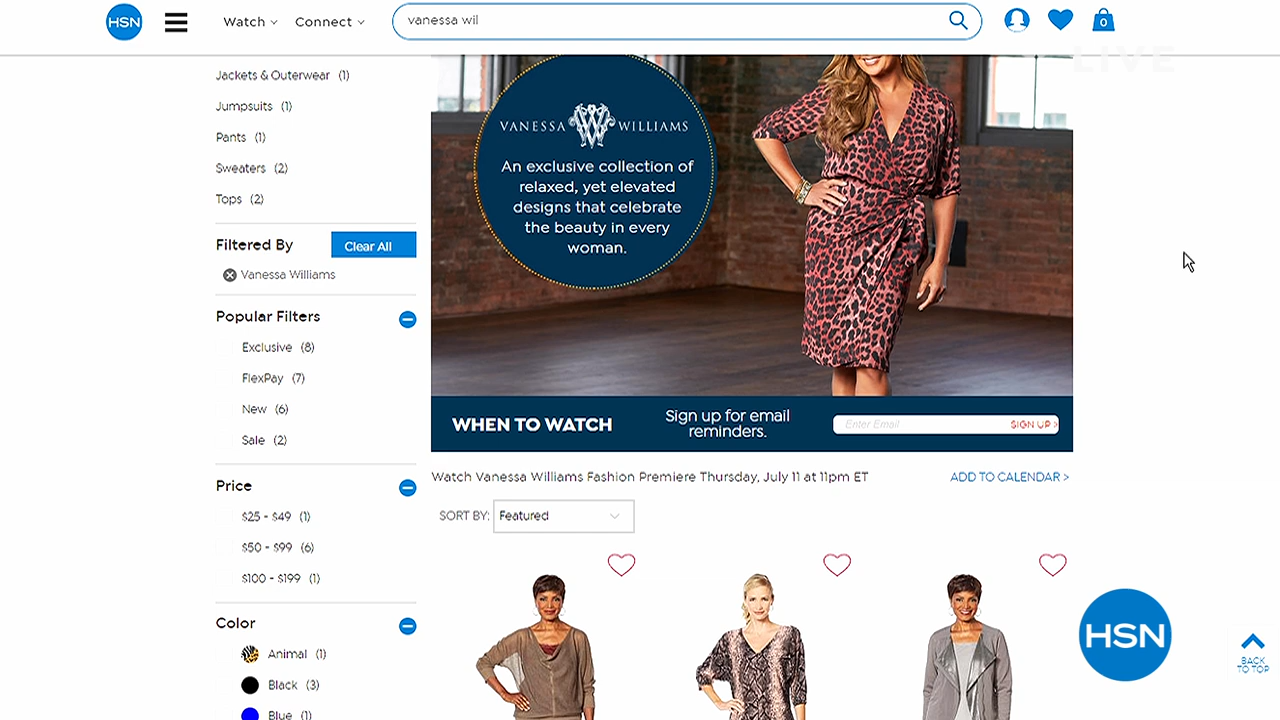 HSN
Watch
Connect
vanessa wil
0
LIVE
Jackets & Outerwear (1)
Jumpsuits (1)
Pants (1)
Sweaters (2)
Tops (2)
Filtered By
Clear All
Vanessa Williams
Popular Filters
Exclusive (8)
FlexPay (7)
New (6)
Sale (2)
Price
$25 - $49 (1)
$50 - $99 (6)
$100 - $199 (1)
Color
Animal (1)
Black (3)
Blue (1)
VANESSA W WILLIAMS
An exclusive collection of
relaxed, yet elevated
designs that celebrate
the beauty in every
woman.
WHEN TO WATCH
Sign up for email
reminders.
Enter Email
SIGN UP >
Watch Vanessa Williams Fashion Premiere Thursday, July 11 at 11pm ET
ADD TO CALENDAR >
SORT BY: Featured
HSN
BACK
TO TOP